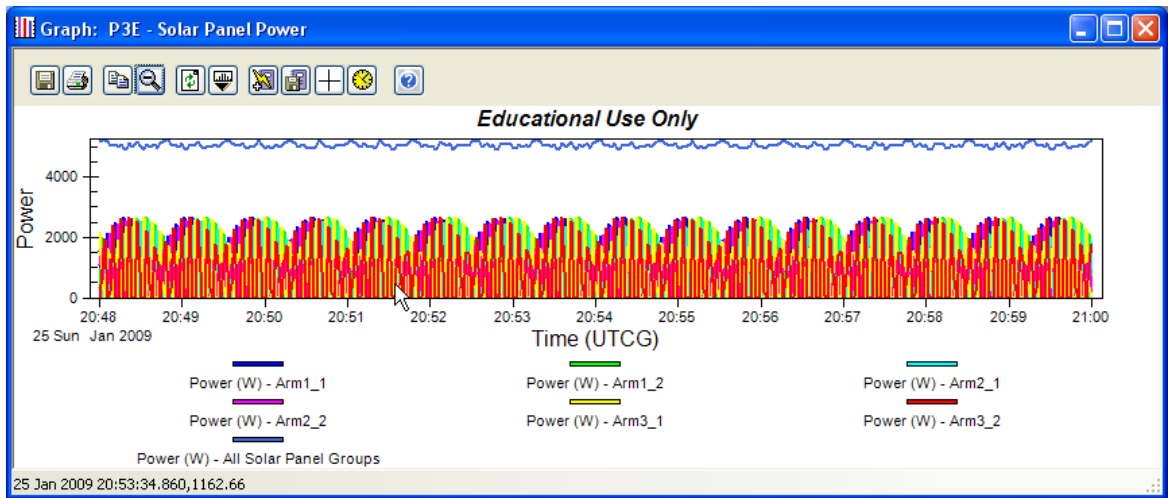 Graph: P3E - Solar Panel Power
Educational Use Only
Power
4000
2000
0
20:48 20:49 20:50 20:51 20:52 20:53 20:54 20:55 20:56 20:57 20:58 20:59 21:00
25 Sun Jan 2009
Time (UTCG)
Power (W) - Arm1_1 Power (W) - Arm1_2 Power (W) - Arm2_1
Power (W) - Arm2_2 Power (W) - Arm3_1 Power (W) - Arm3_2
Power (W) - All Solar Panel Groups
25 Jan 2009 20:53:34.860,1162.66